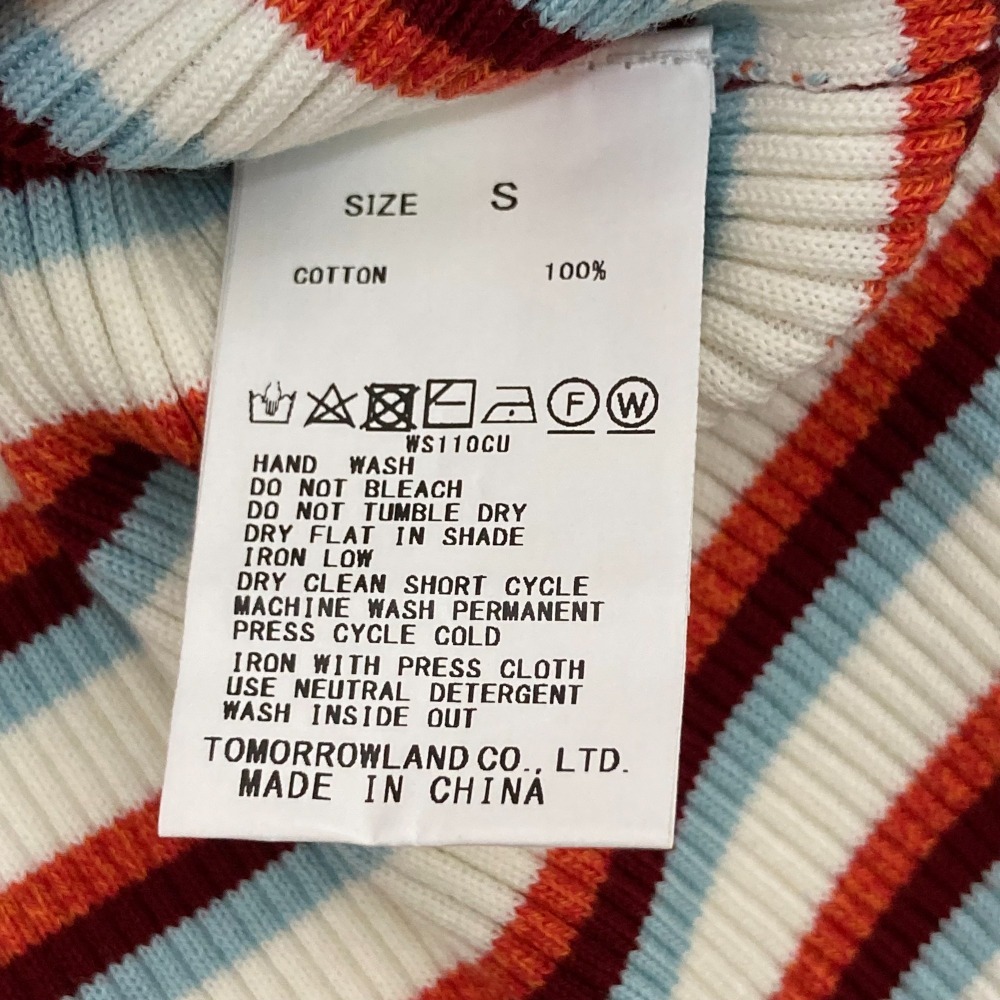 SIZE S
COTTON 100%
F W
WS110CU
HAND WASH
DO NOT BLEACH
DO NOT TUMBLE DRY
DRY FLAT IN SHADE
IRON LOW
DRY CLEAN SHORT CYCLE
MACHINE WASH PERMANENT
PRESS CYCLE COLD
IRON WITH PRESS CLOTH
USE NEUTRAL DETERGENT
WASH INSIDE OUT
TOMORROWLAND CO., LTD.
MADE IN CHINA